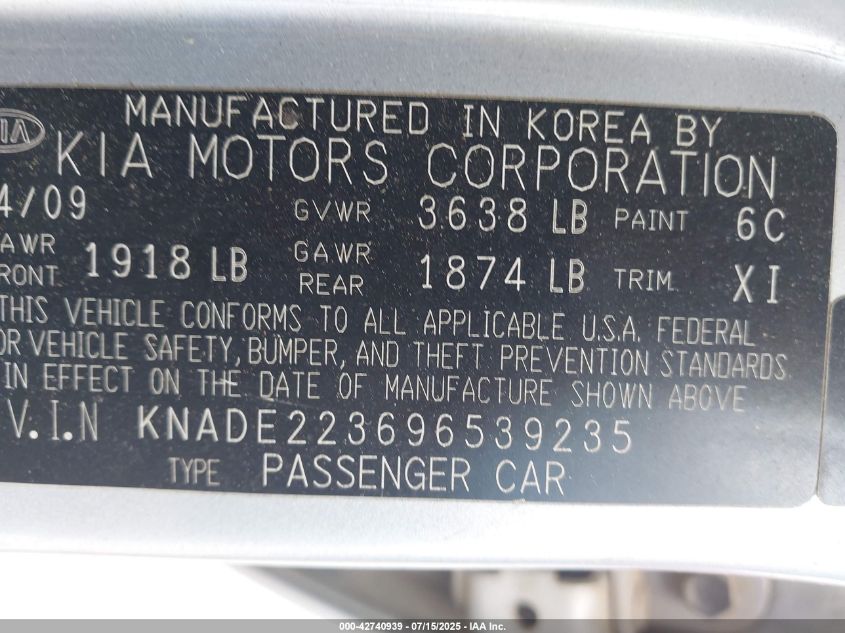 MANUFACTURED IN KOREA BY
KIA MOTORS CORPORATION
4/09 GVWR 3638 LB PAINT 6C
AWR FRONT 1918 LB GAWR REAR 1874 LB TRIM XI
THIS VEHICLE CONFORMS TO ALL APPLICABLE U.S.A. FEDERAL
OR VEHICLE SAFETY, BUMPER, AND THEFT PREVENTION STANDARDS
IN EFFECT ON THE DATE OF MANUFACTURE SHOWN ABOVE
V.I.N KNADE223696539235
TYPE PASSENGER CAR
000-42740939 - 07/15/2025 - IAA Inc.